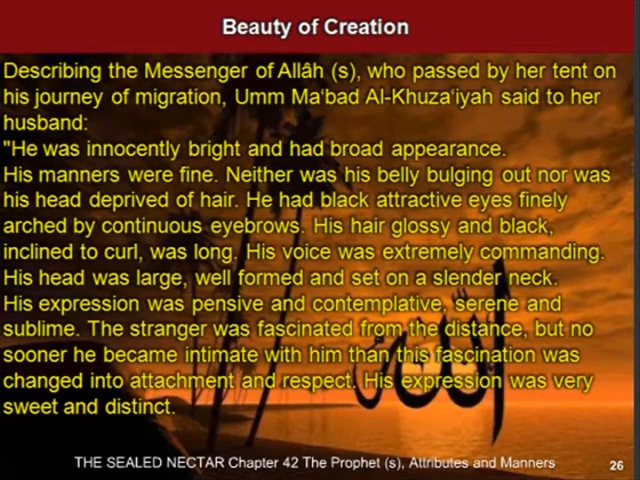 Beauty of Creation
Describing the Messenger of Allâh (s), who passed by her tent on
his journey of migration, Umm Ma‘bad Al-Khuza‘iyah said to her
husband:
"He was innocently bright and had broad appearance.
His manners were fine. Neither was his belly bulging out nor was
his head deprived of hair. He had black attractive eyes finely
arched by continuous eyebrows. His hair glossy and black,
inclined to curl, was long. His voice was extremely commanding.
His head was large, well formed and set on a slender neck.
His expression was pensive and contemplative, serene and
sublime. The stranger was fascinated from the distance, but no
sooner he became intimate with him than this fascination was
changed into attachment and respect. His expression was very
sweet and distinct.
الله
THE SEALED NECTAR Chapter 42 The Prophet (s), Attributes and Manners
26